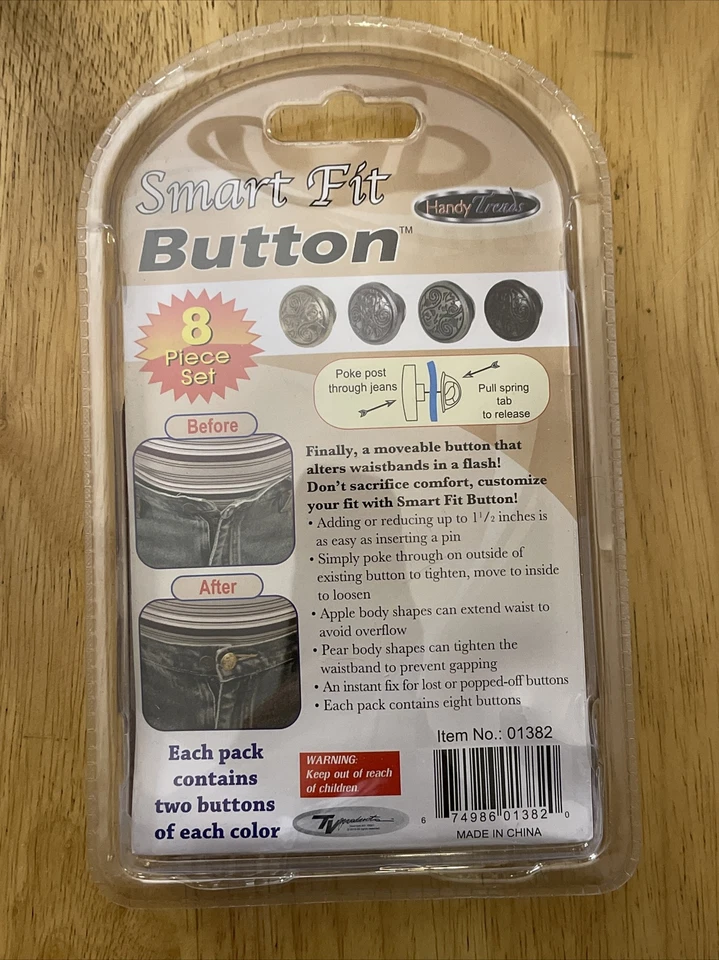 Smart Fit
Handy Trends
Button™
8
Piece
Set
Poke post
through jeans
Pull spring
tab
to release
Before
Finally, a moveable button that
alters waistbands in a flash!
Don't sacrifice comfort, customize
your fit with Smart Fit Button!
• Adding or reducing up to 1 1/2 inches is
as easy as inserting a pin
• Simply poke through on outside of
existing button to tighten, move to inside
to loosen
• Apple body shapes can extend waist to
avoid overflow
• Pear body shapes can tighten the
waistband to prevent gapping
• An instant fix for lost or popped-off buttons
• Each pack contains eight buttons
After
Each pack
contains
two buttons
of each color
WARNING:
Keep out of reach
of children.
TVproducts
Item No.: 01382
6 74986 01382 0
MADE IN CHINA